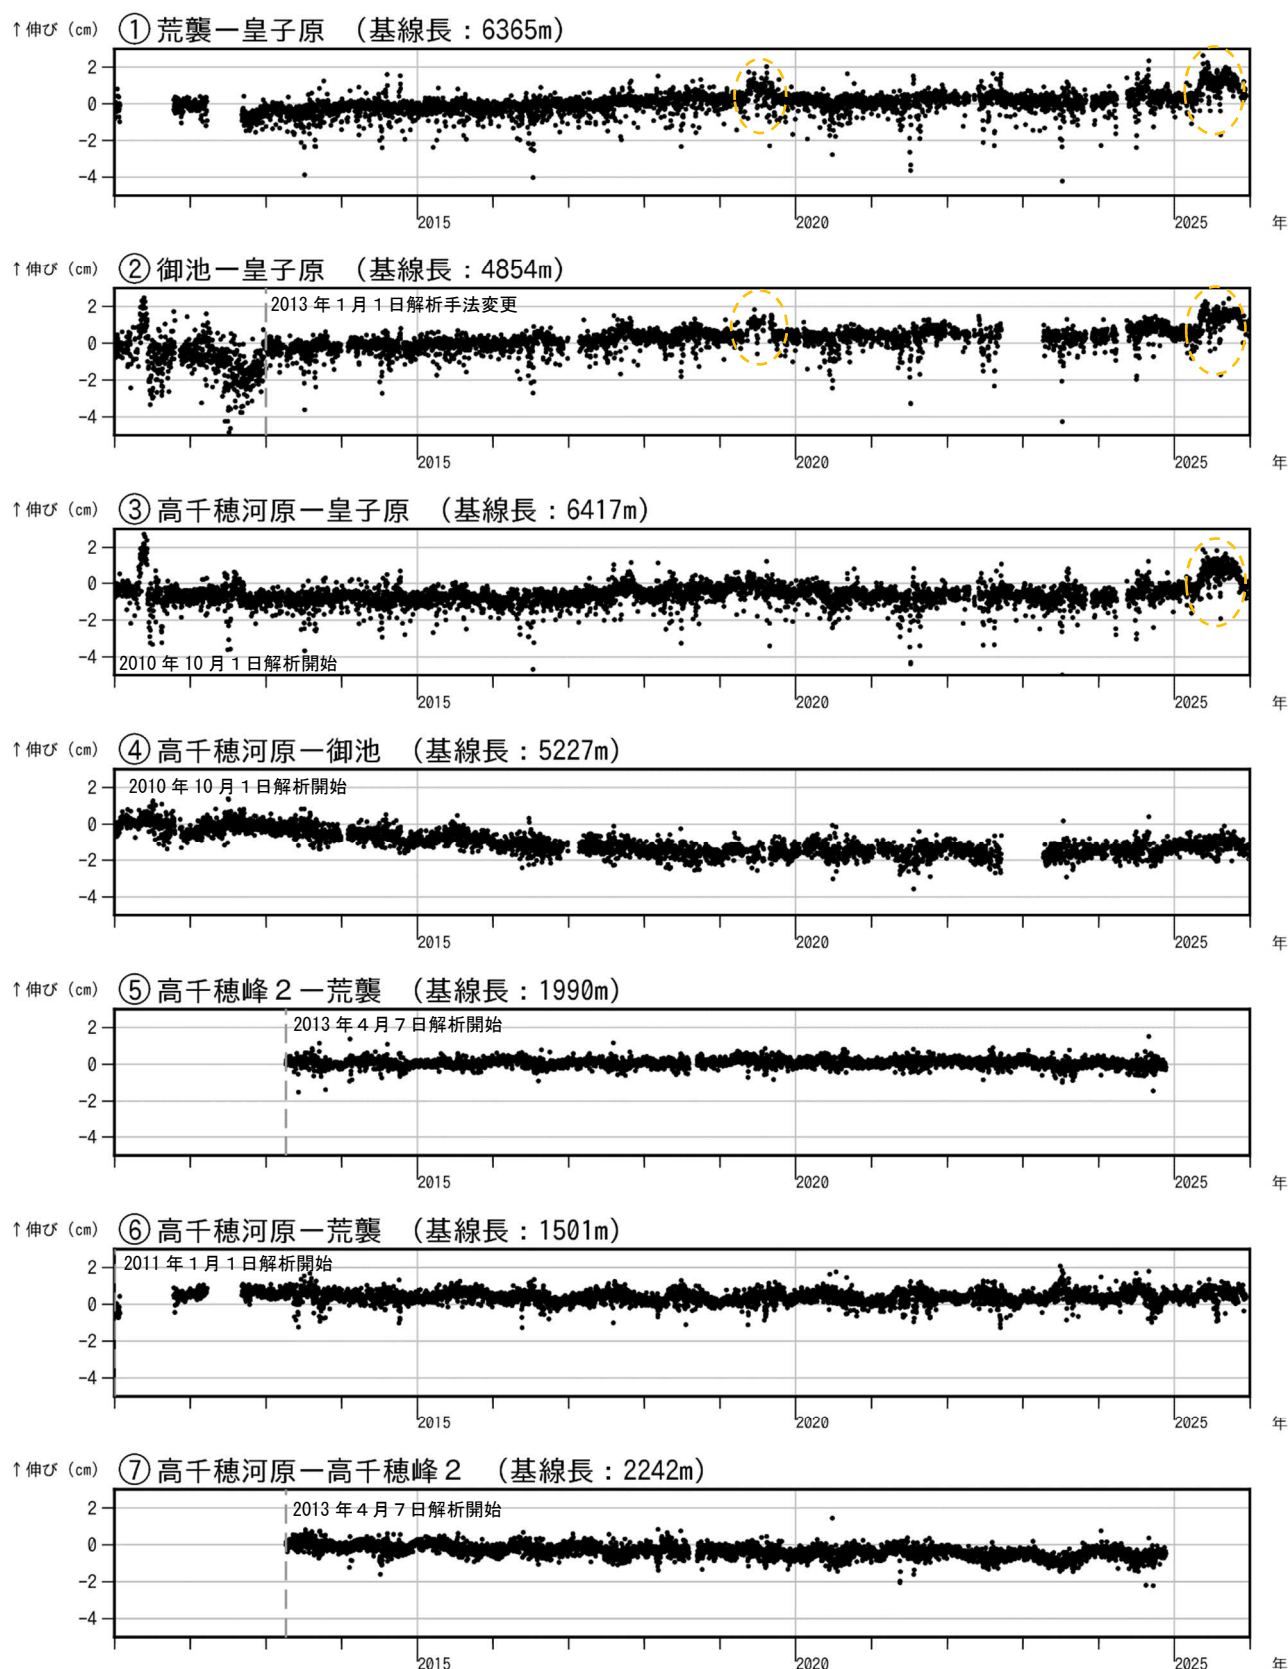 ↑伸び（cm） ①荒襲ー皇子原 （基線長：6365m）
2
0
-2
-4
2015 2020 2025 年
↑伸び（cm） ②御池ー皇子原 （基線長：4854m）
2013年１月１日解析手法変更
2
0
-2
-4
2015 2020 2025 年
↑伸び（cm） ③高千穂河原ー皇子原 （基線長：6417m）
2
0
-2
-4
2010年10月１日解析開始
2015 2020 2025 年
↑伸び（cm） ④高千穂河原ー御池 （基線長：5227m）
2010年10月１日解析開始
2
0
-2
-4
2015 2020 2025 年
↑伸び（cm） ⑤高千穂峰２ー荒襲 （基線長：1990m）
2013年４月７日解析開始
2
0
-2
-4
2015 2020 2025 年
↑伸び（cm） ⑥高千穂河原ー荒襲 （基線長：1501m）
2011年１月１日解析開始
2
0
-2
-4
2015 2020 2025 年
↑伸び（cm） ⑦高千穂河原ー高千穂峰２ （基線長：2242m）
2013年４月７日解析開始
2
0
-2
-4
2015 2020 2025 年